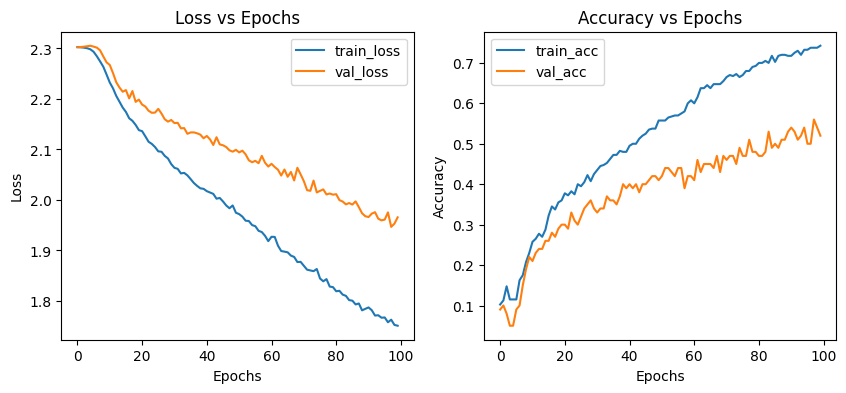 Loss vs Epochs
train_loss
val_loss
2.3
2.2
2.1
2.0
1.9
1.8
Loss
0
20
40
60
80
100
Epochs
Accuracy vs Epochs
train_acc
val_acc
0.7
0.6
0.5
0.4
0.3
0.2
0.1
Accuracy
0
20
40
60
80
100
Epochs